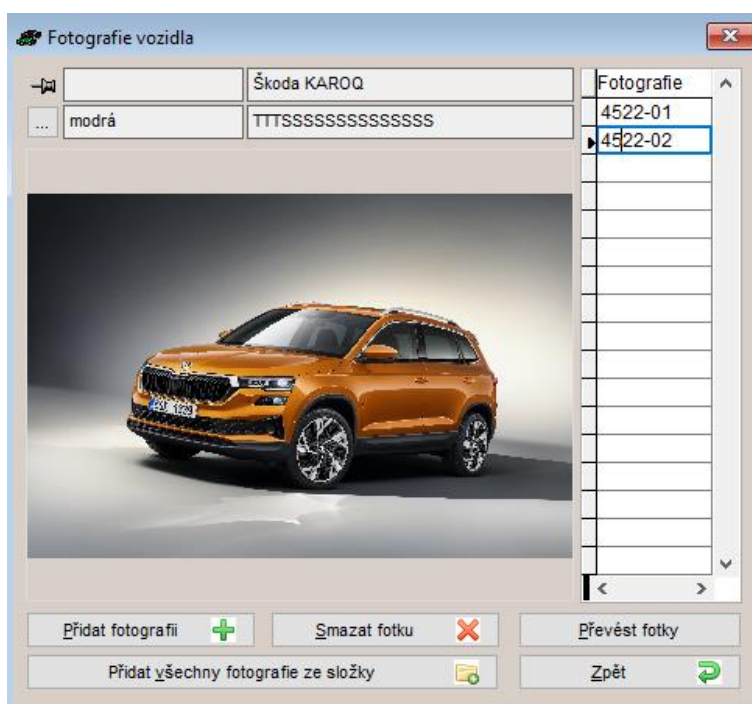 Fotografie vozidla
Škoda KAROQ
Fotografie
... modrá
TTTSSSSSSSSSSSSSS
4522-01
4522-02
Přidat fotografii
Smazat fotku
Převést fotky
Přidat všechny fotografie ze složky
Zpět